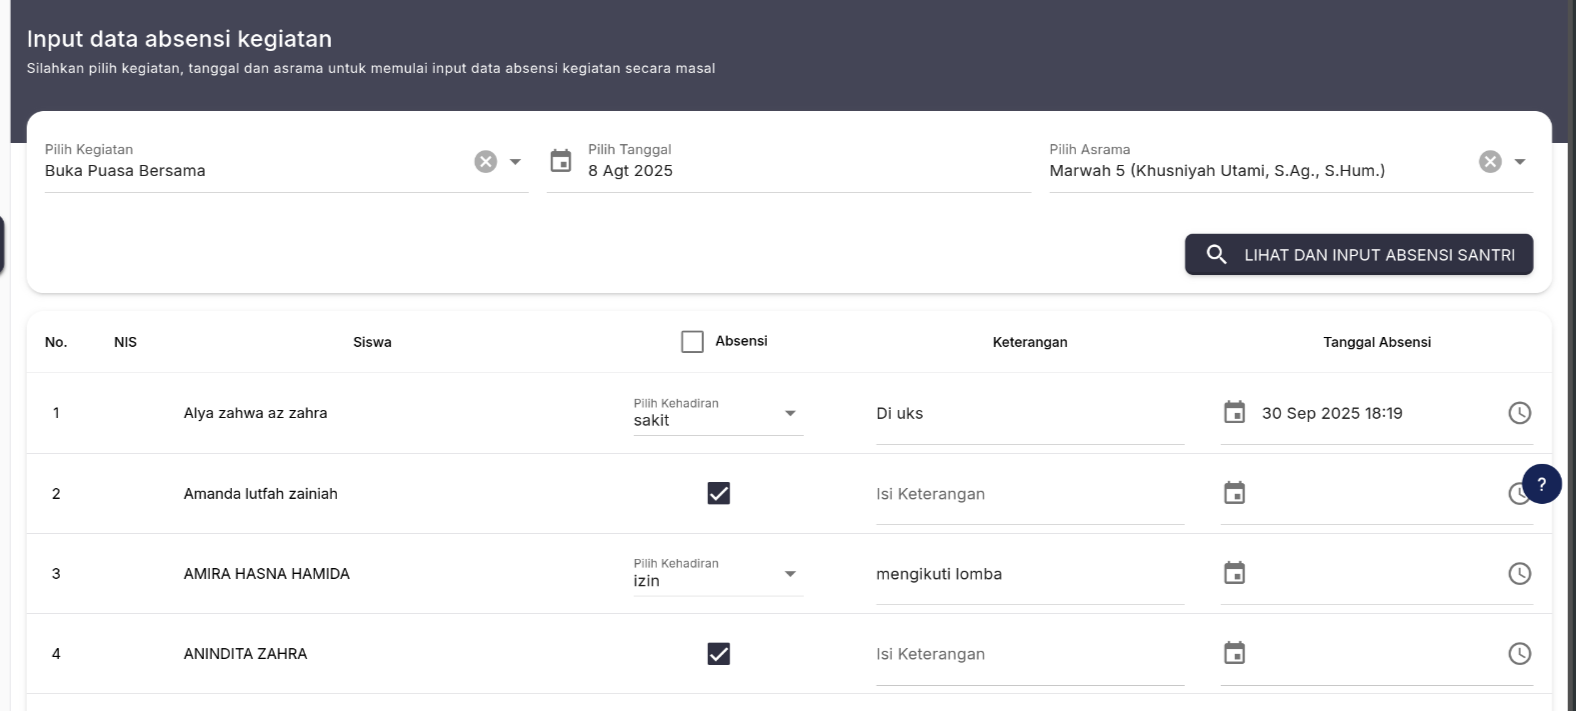 Input data absensi kegiatan
Silahkan pilih kegiatan, tanggal dan asrama untuk memulai input data absensi kegiatan secara masal
Pilih Kegiatan
Buka Puasa Bersama
Pilih Tanggal
8 Agt 2025
Pilih Asrama
Marwah 5 (Khusniyah Utami, S.Ag., S.Hum.)
LIHAT DAN INPUT ABSENSI SANTRI
No. NIS Siswa Absensi Keterangan Tanggal Absensi
1 Alya zahwa az zahra Pilih Kehadiran sakit Di uks 30 Sep 2025 18:19
2 Amanda lutfah zainiah Isi Keterangan
?
3 AMIRA HASNA HAMIDA Pilih Kehadiran izin mengikuti lomba
4 ANINDITA ZAHRA Isi Keterangan